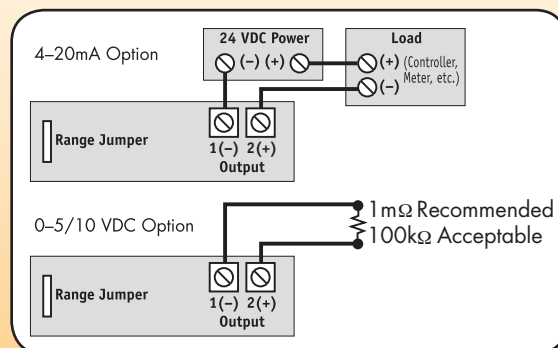 4–20mA Option
24 VDC Power
(–) (+)
Load
(+) (Controller,
Meter, etc.)
(–)
Range Jumper
1(–) 2(+)
Output
0–5/10 VDC Option
1mΩ Recommended
100kΩ Acceptable
Range Jumper
1(–) 2(+)
Output